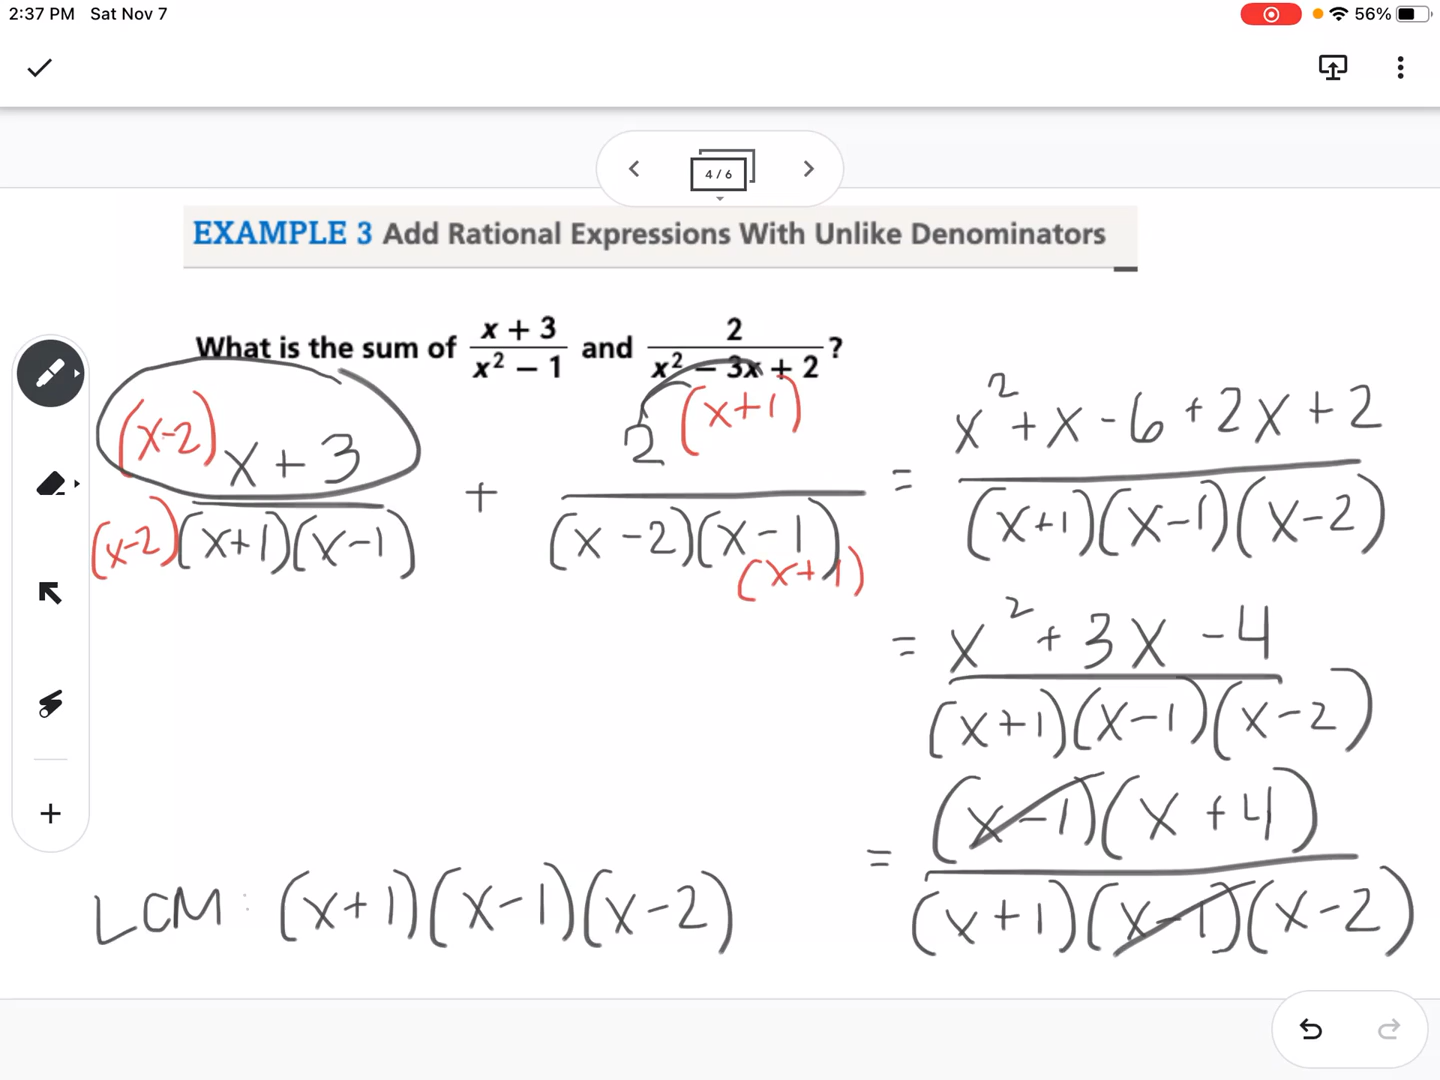 2:37 PM Sat Nov 7
56%
4 / 6
EXAMPLE 3 Add Rational Expressions With Unlike Denominators
What is the sum of (x + 3)/(x² − 1) and 2/(x² − 3x + 2)?
(x-2) x + 3
(x-2)(x+1)(x-1)
+
2 (x+1)
(x - 2)(x - 1)
(x+1)
= x² + x - 6 + 2x + 2
(x+1)(x-1)(x-2)
= x² + 3x - 4
(x+1)(x-1)(x-2)
= (x-1)(x + 4)
(x+1)(x-1)(x-2)
LCM: (x+1)(x-1)(x-2)